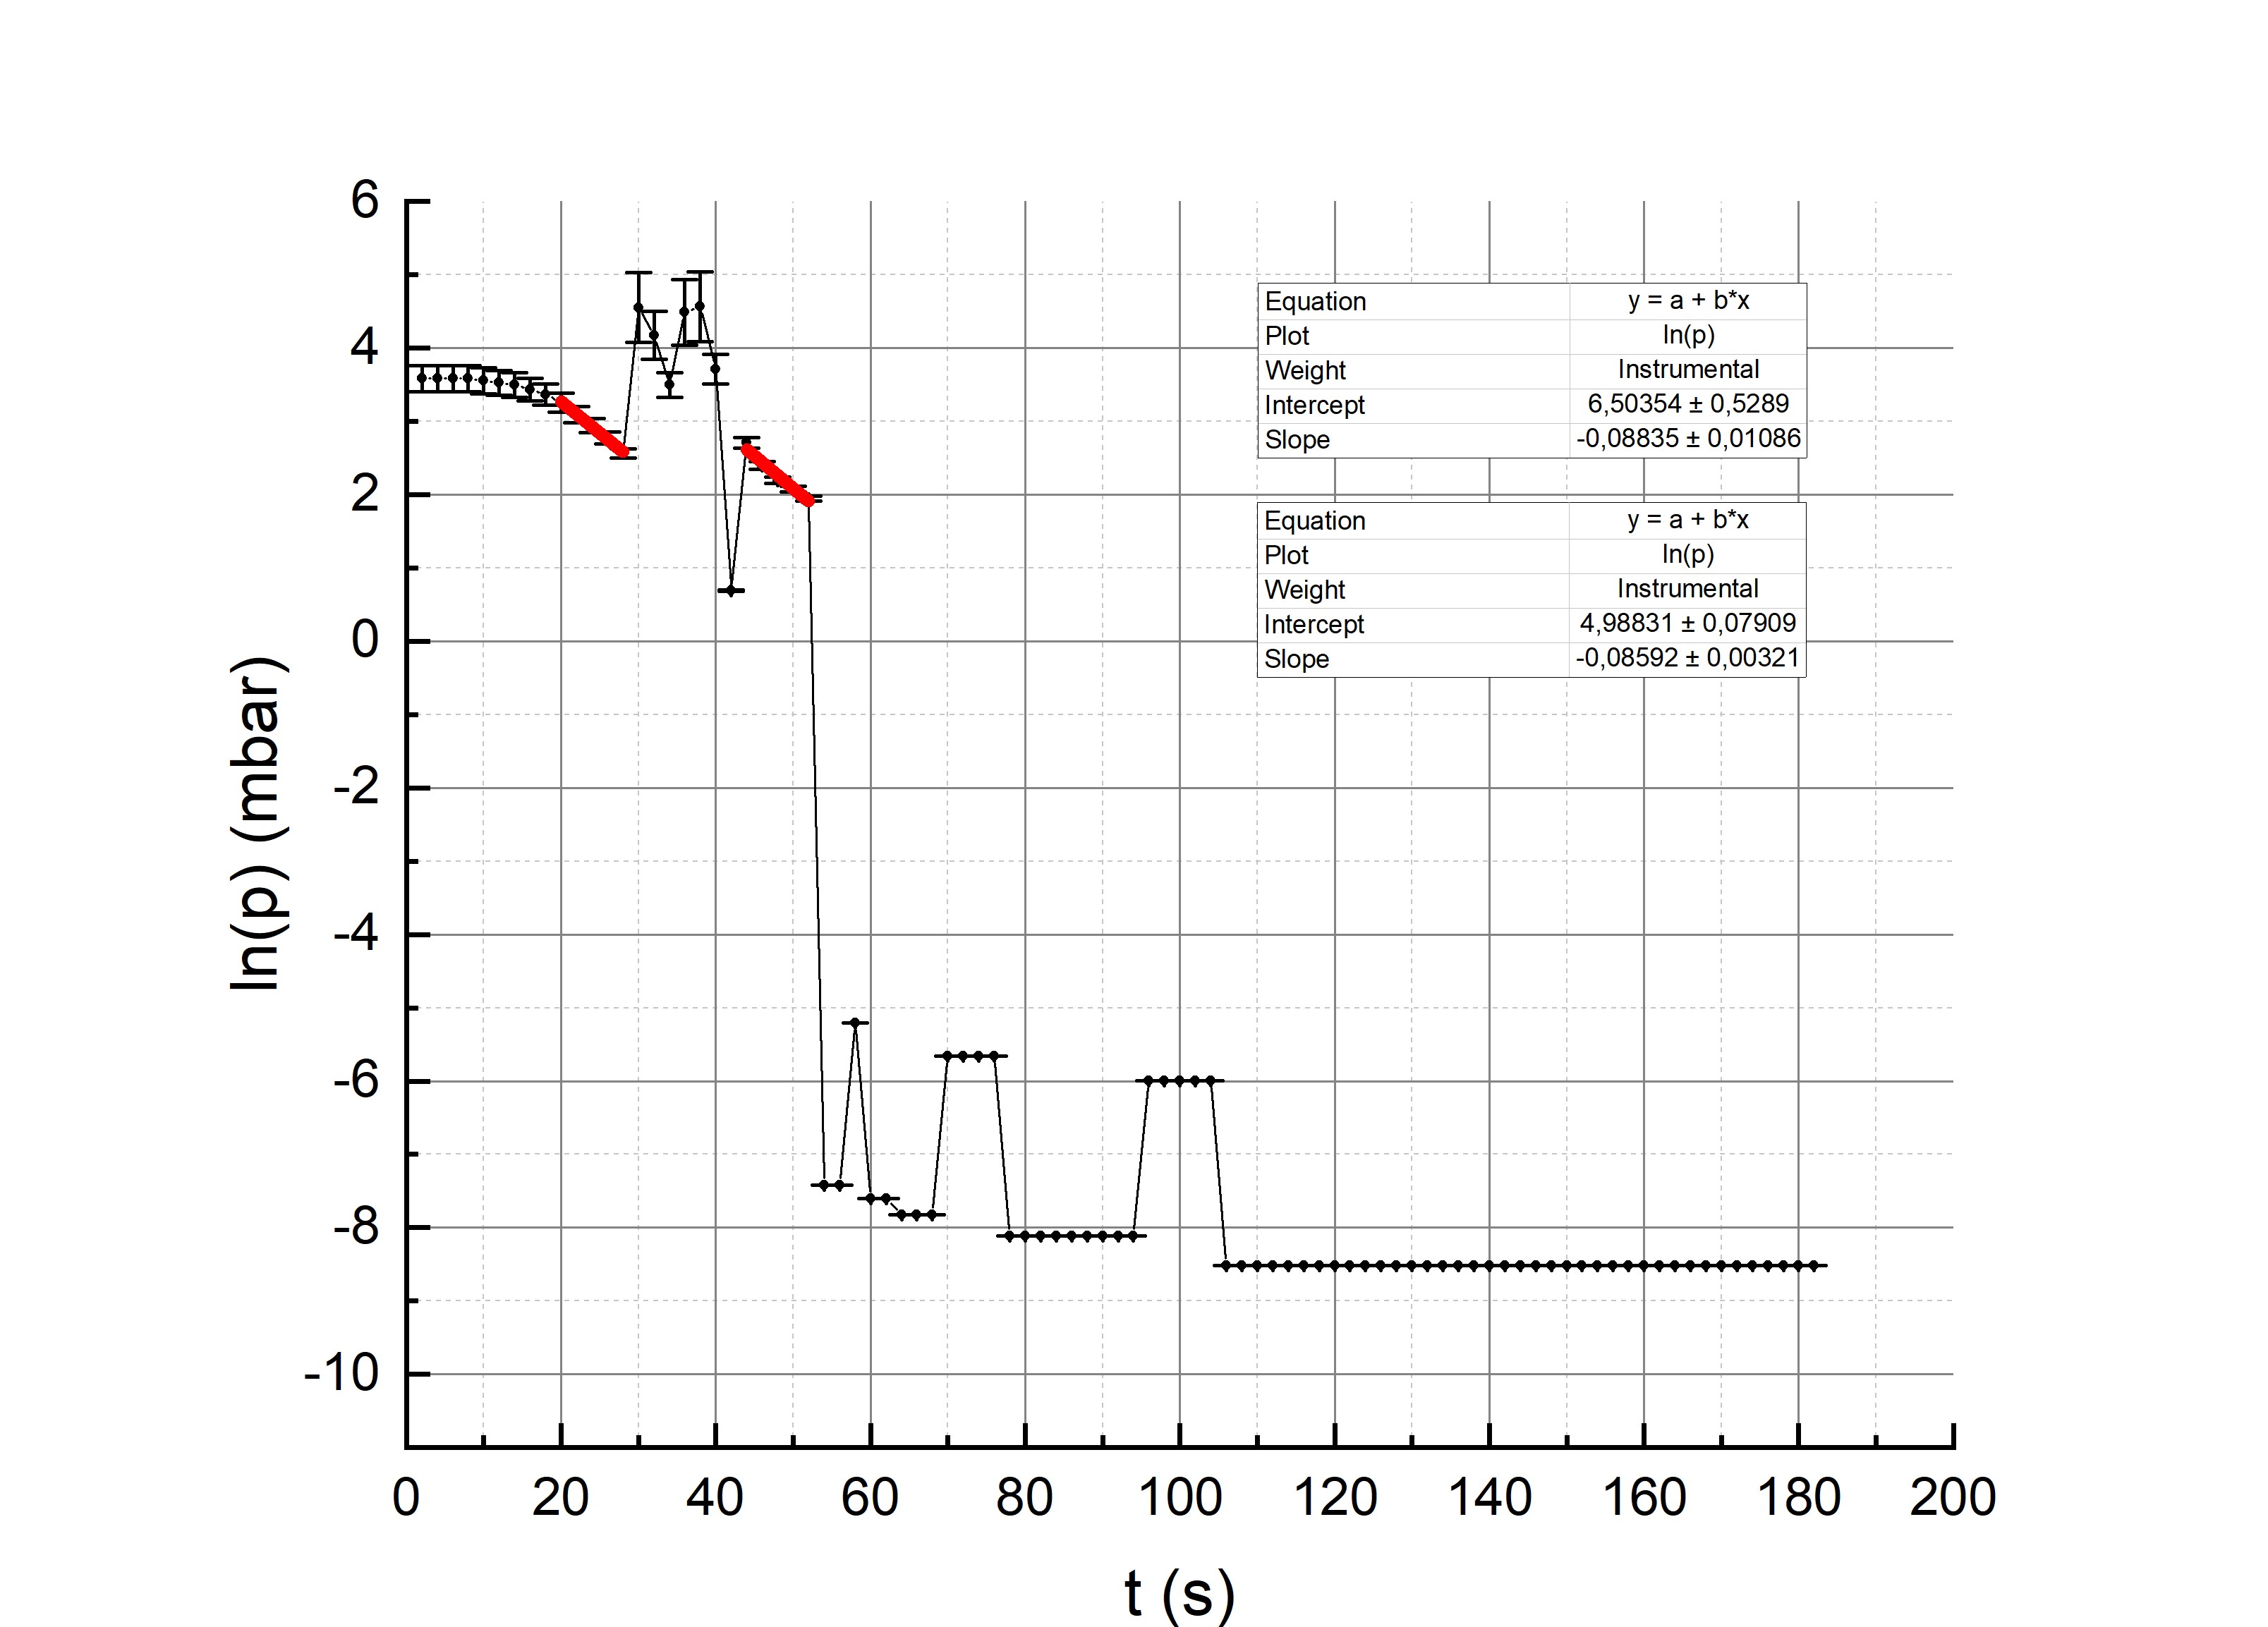 6
4
2
0
-2
-4
-6
-8
-10
ln(p) (mbar)
Equation y = a + b*x
Plot ln(p)
Weight Instrumental
Intercept 6,50354 ± 0,5289
Slope -0,08835 ± 0,01086
Equation y = a + b*x
Plot ln(p)
Weight Instrumental
Intercept 4,98831 ± 0,07909
Slope -0,08592 ± 0,00321
0 20 40 60 80 100 120 140 160 180 200
t (s)